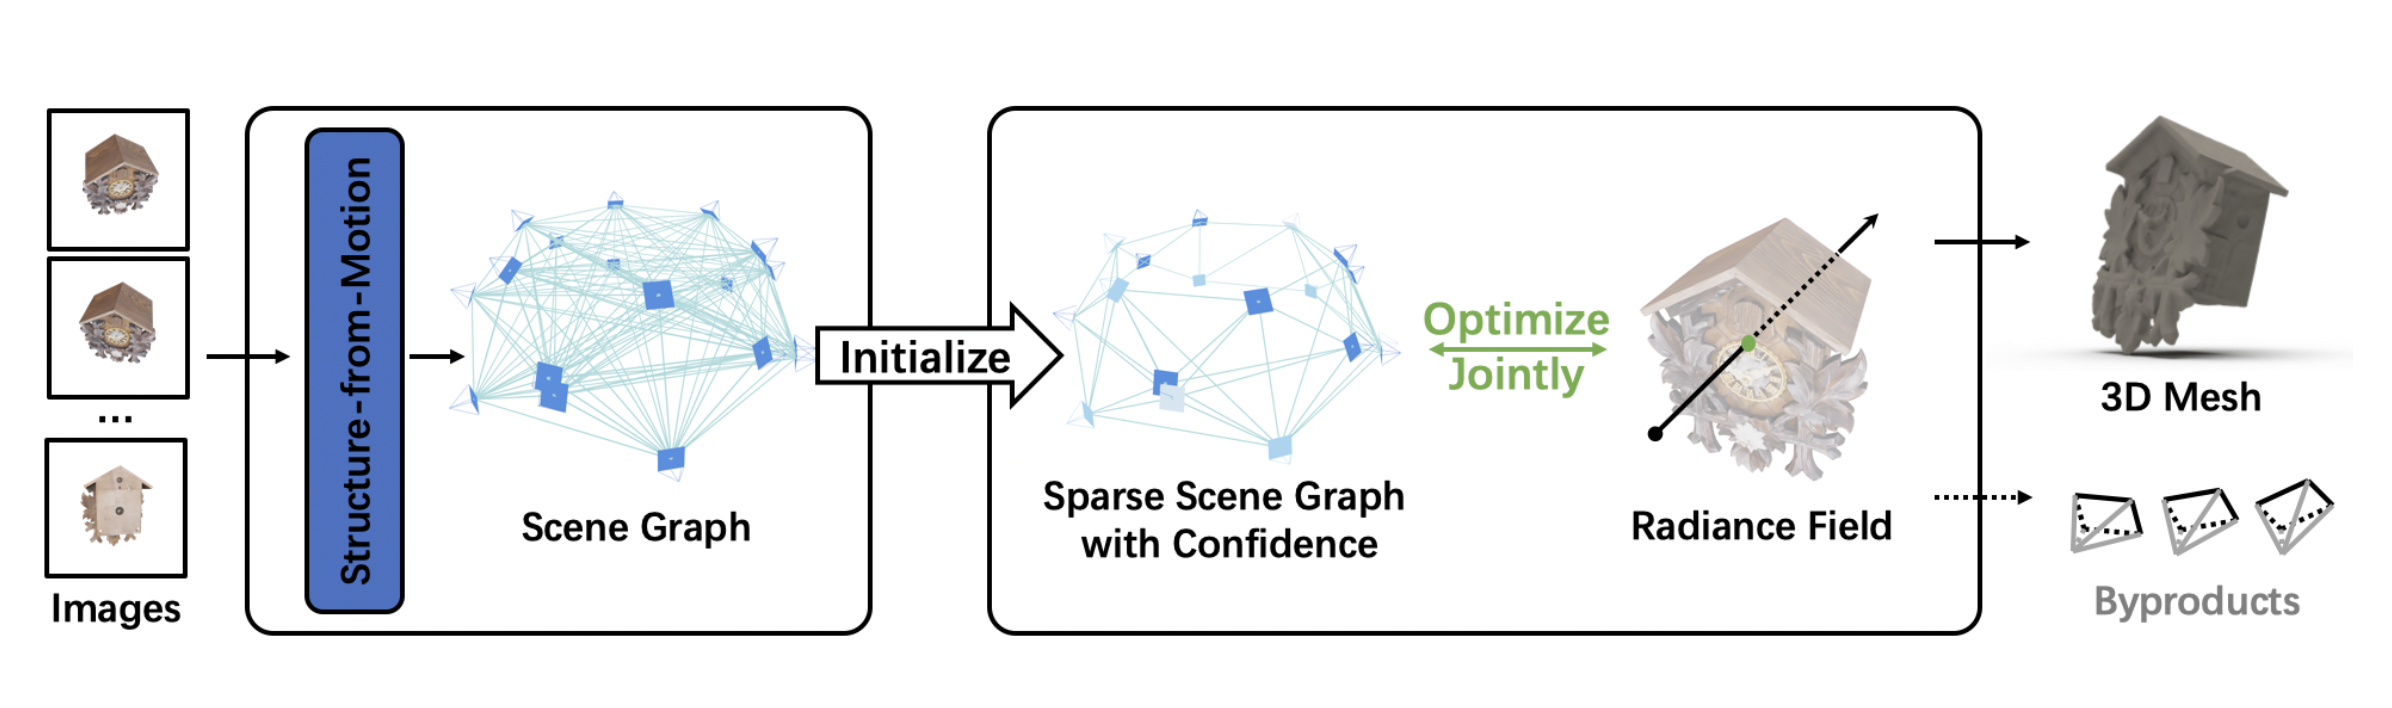 ...
Images
Structure-from-Motion
Scene Graph
Initialize
Sparse Scene Graph
with Confidence
Optimize
Jointly
Radiance Field
3D Mesh
Byproducts